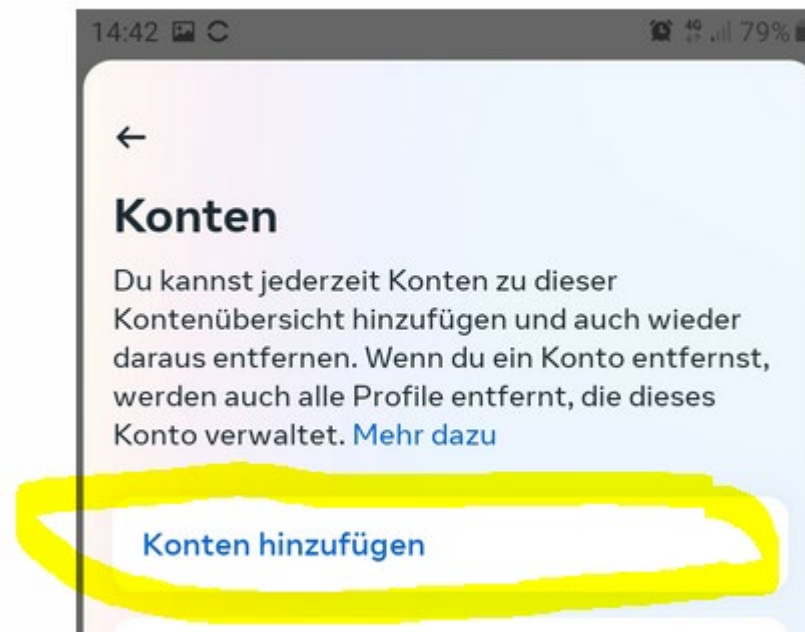 14:42 4G 79%
Konten
Du kannst jederzeit Konten zu dieser
Kontenübersicht hinzufügen und auch wieder
daraus entfernen. Wenn du ein Konto entfernst,
werden auch alle Profile entfernt, die dieses
Konto verwaltet. Mehr dazu
Konten hinzufügen